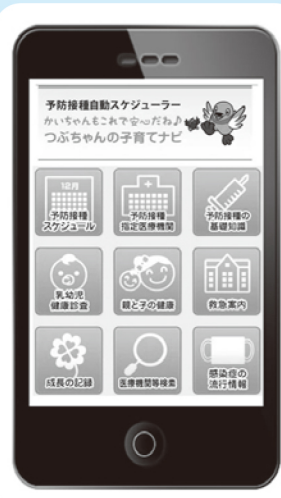 予防接種自動スケジューラー
かいちゃんもこれで安心だね♪
つぶちゃんの子育てナビ
12月
予防接種
スケジュール
予防接種
指定医療機関
予防接種の
基礎知識
乳幼児
健康診査
親と子の健康
救急案内
成長の記録
医療機関等検索
感染症の
流行情報